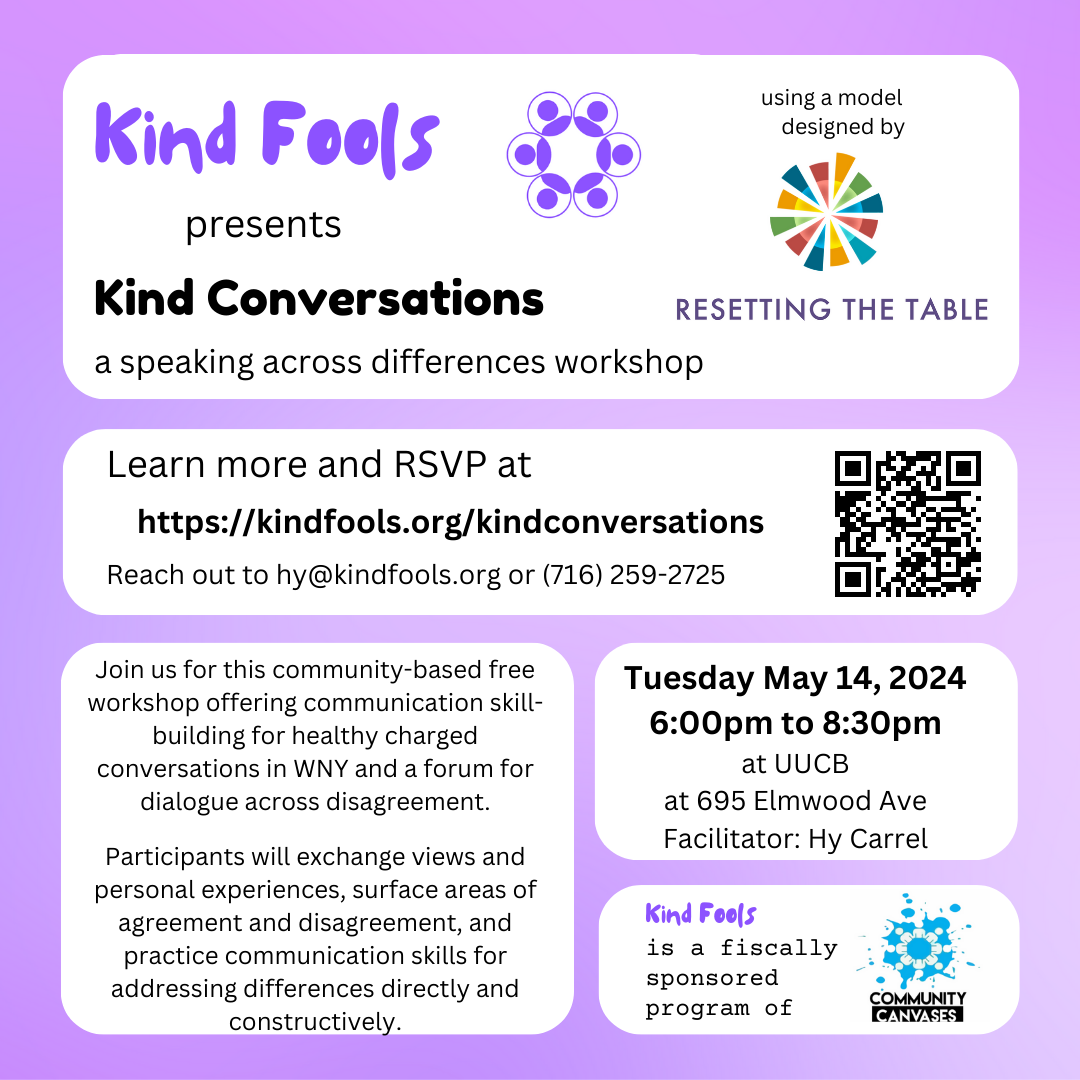 Kind Fools
presents
Kind Conversations
a speaking across differences workshop
using a model
designed by
RESETTING THE TABLE
Learn more and RSVP at
https://kindfools.org/kindconversations
Reach out to hy@kindfools.org or (716) 259-2725
Join us for this community-based free
workshop offering communication skill-
building for healthy charged
conversations in WNY and a forum for
dialogue across disagreement.
Participants will exchange views and
personal experiences, surface areas of
agreement and disagreement, and
practice communication skills for
addressing differences directly and
constructively.
Tuesday May 14, 2024
6:00pm to 8:30pm
at UUCB
at 695 Elmwood Ave
Facilitator: Hy Carrel
Kind Fools
is a fiscally
sponsored
program of
COMMUNITY
CANVASES